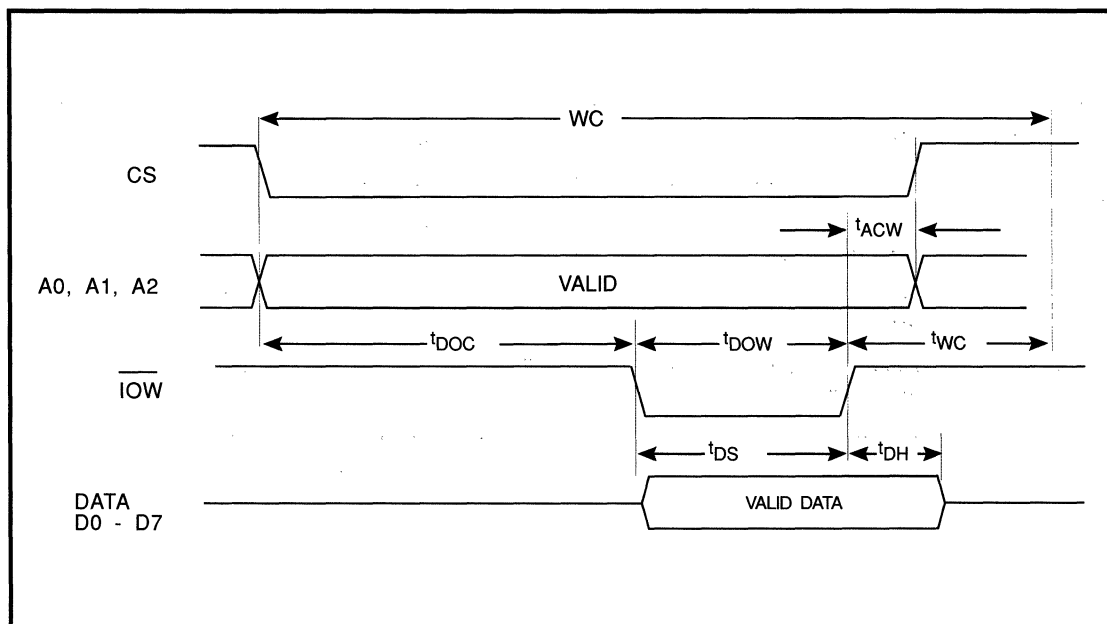 WC
CS
tACW
A0, A1, A2
VALID
tDOC
tDOW
tWC
IOW
tDS
tDH
DATA
D0 - D7
VALID DATA